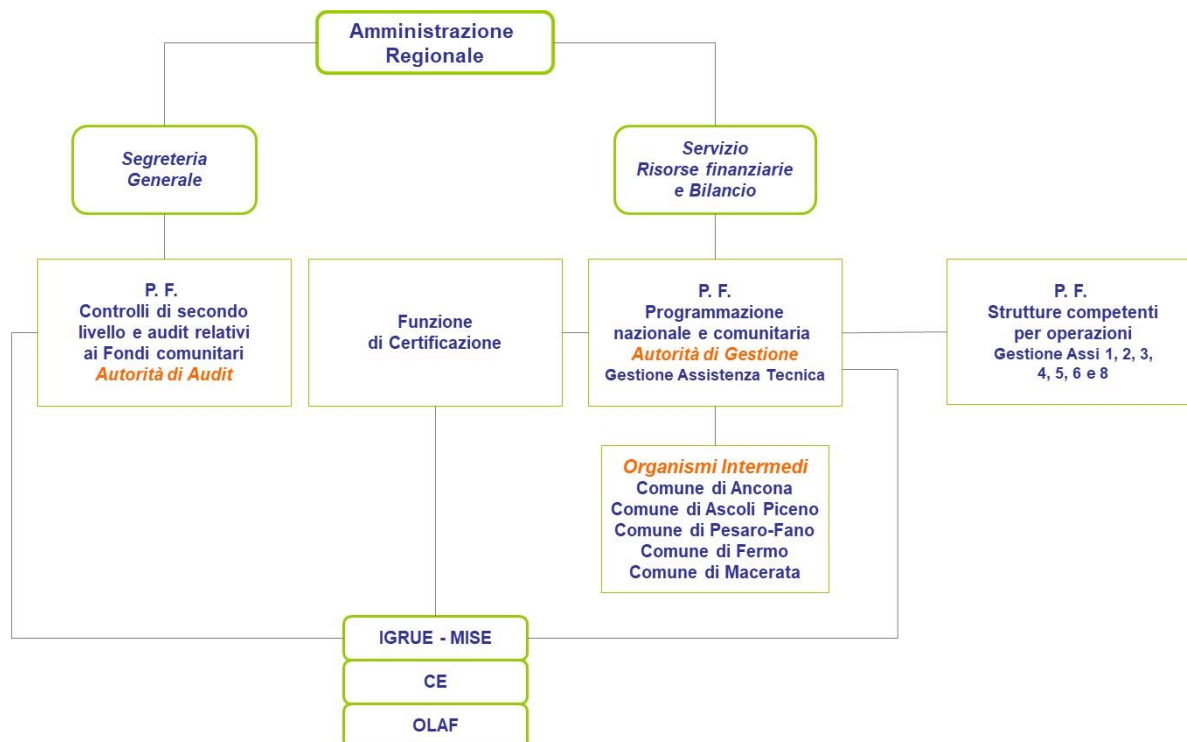 Amministrazione
Regionale
Segreteria
Generale
Servizio
Risorse finanziarie
e Bilancio
P. F.
Controlli di secondo
livello e audit relativi
ai Fondi comunitari
Autorità di Audit
Funzione
di Certificazione
P. F.
Programmazione
nazionale e comunitaria
Autorità di Gestione
Gestione Assistenza Tecnica
P. F.
Strutture competenti
per operazioni
Gestione Assi 1, 2, 3,
4, 5, 6 e 8
Organismi Intermedi
Comune di Ancona
Comune di Ascoli Piceno
Comune di Pesaro-Fano
Comune di Fermo
Comune di Macerata
IGRUE - MISE
CE
OLAF